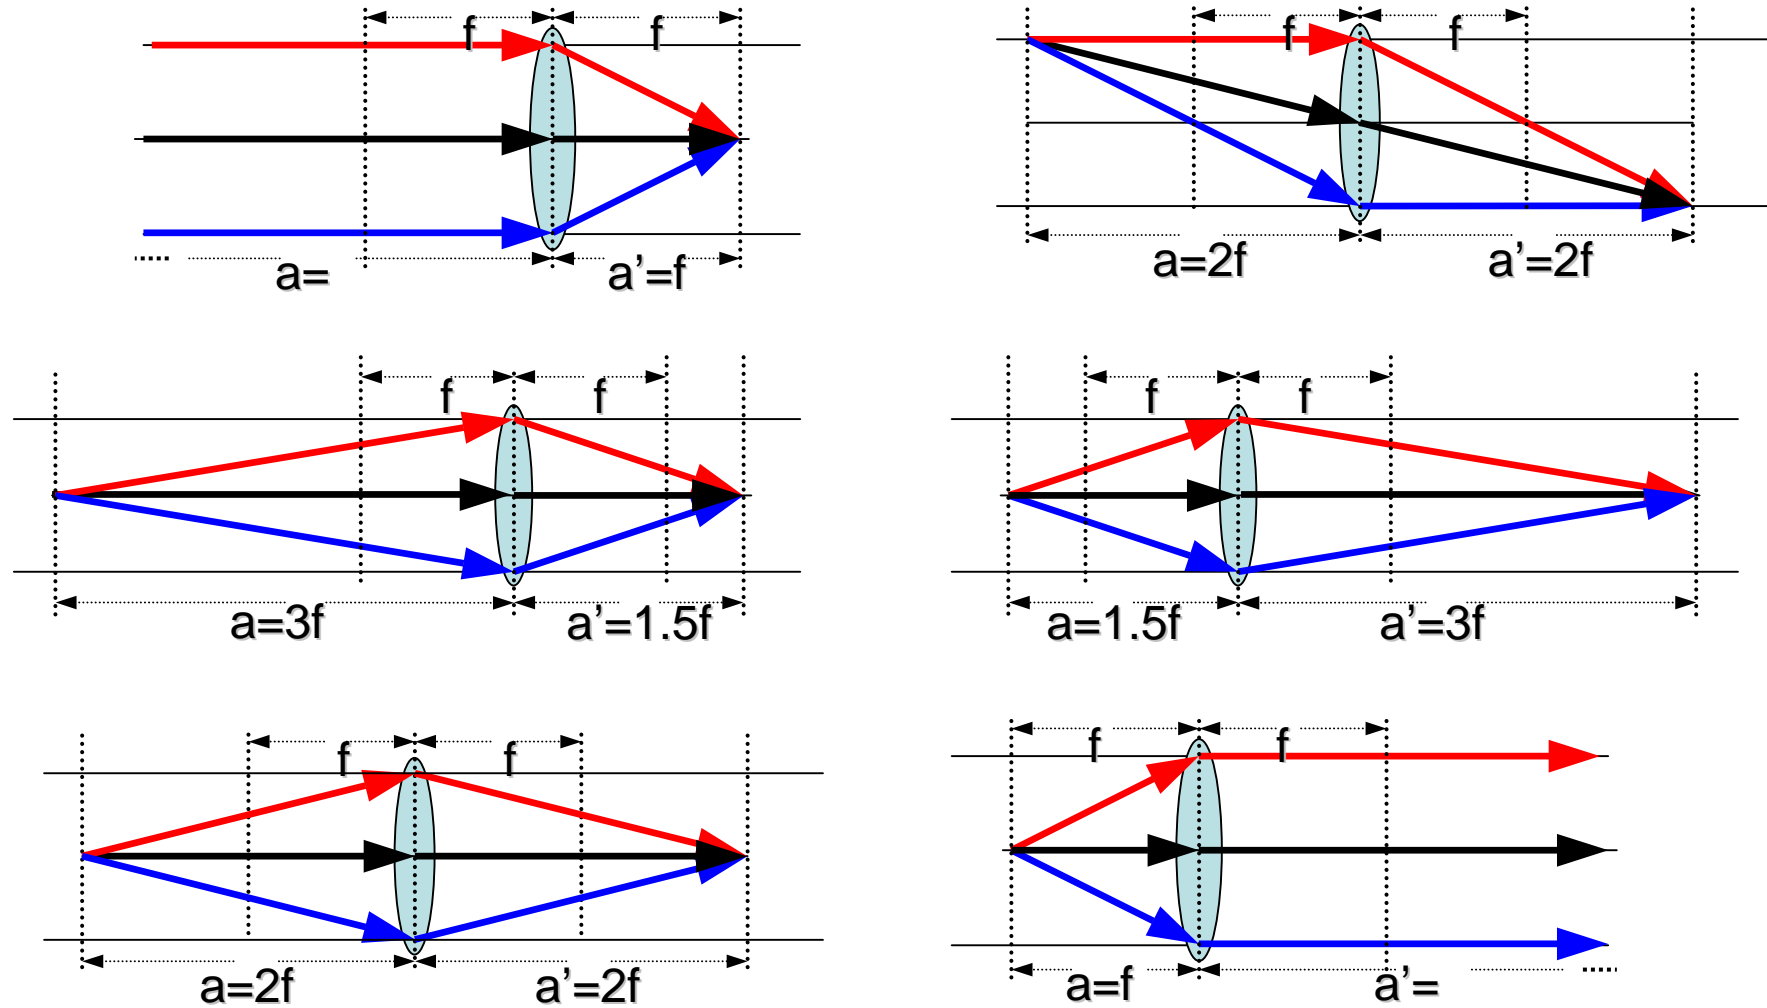 f f
a= a’=f
f f
a=2f a’=2f
f f
a=3f a’=1.5f
f f
a=1.5f a’=3f
f f
a=2f a’=2f
f f
a=f a’=